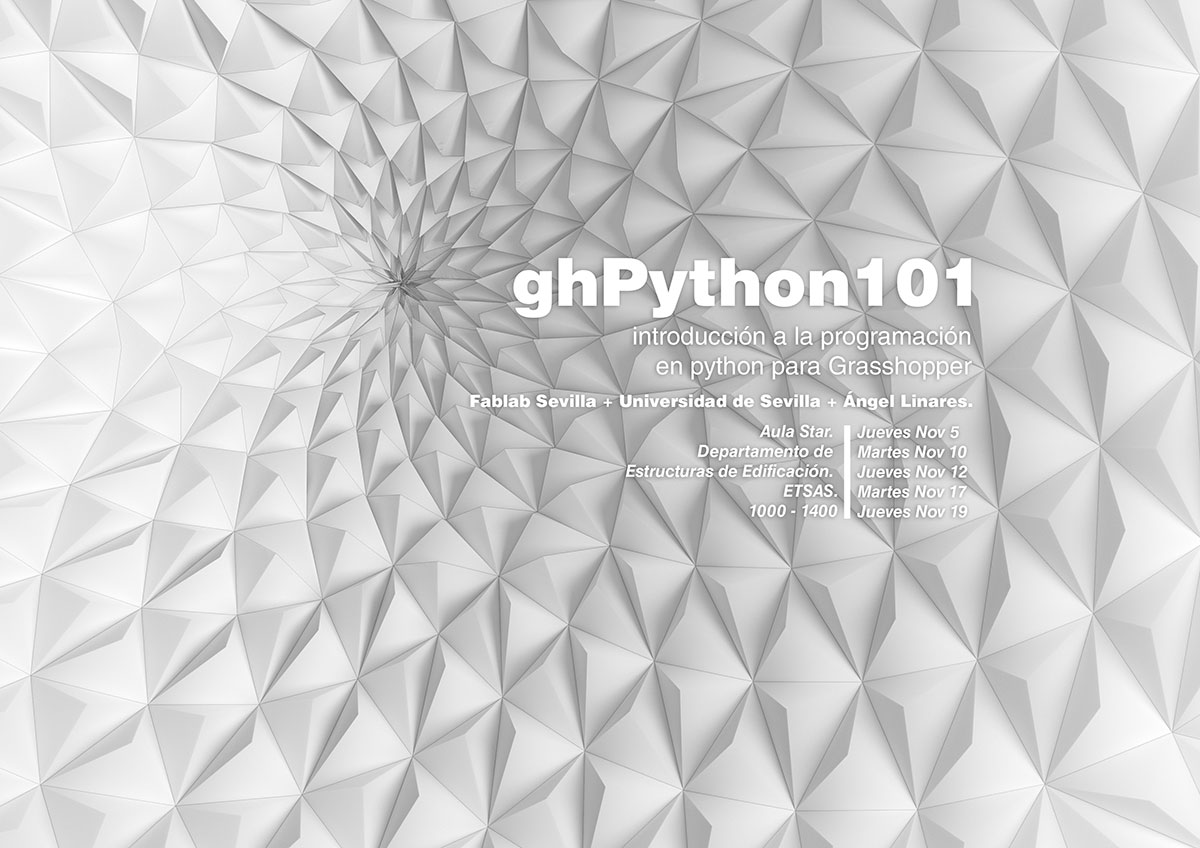 ghPython101
introducción a la programación
en python para Grasshopper
Fablab Sevilla + Universidad de Sevilla + Ángel Linares.
Aula Star.
Departamento de
Estructuras de Edificación.
ETSAS.
1000 - 1400
Jueves Nov 5
Martes Nov 10
Jueves Nov 12
Martes Nov 17
Jueves Nov 19